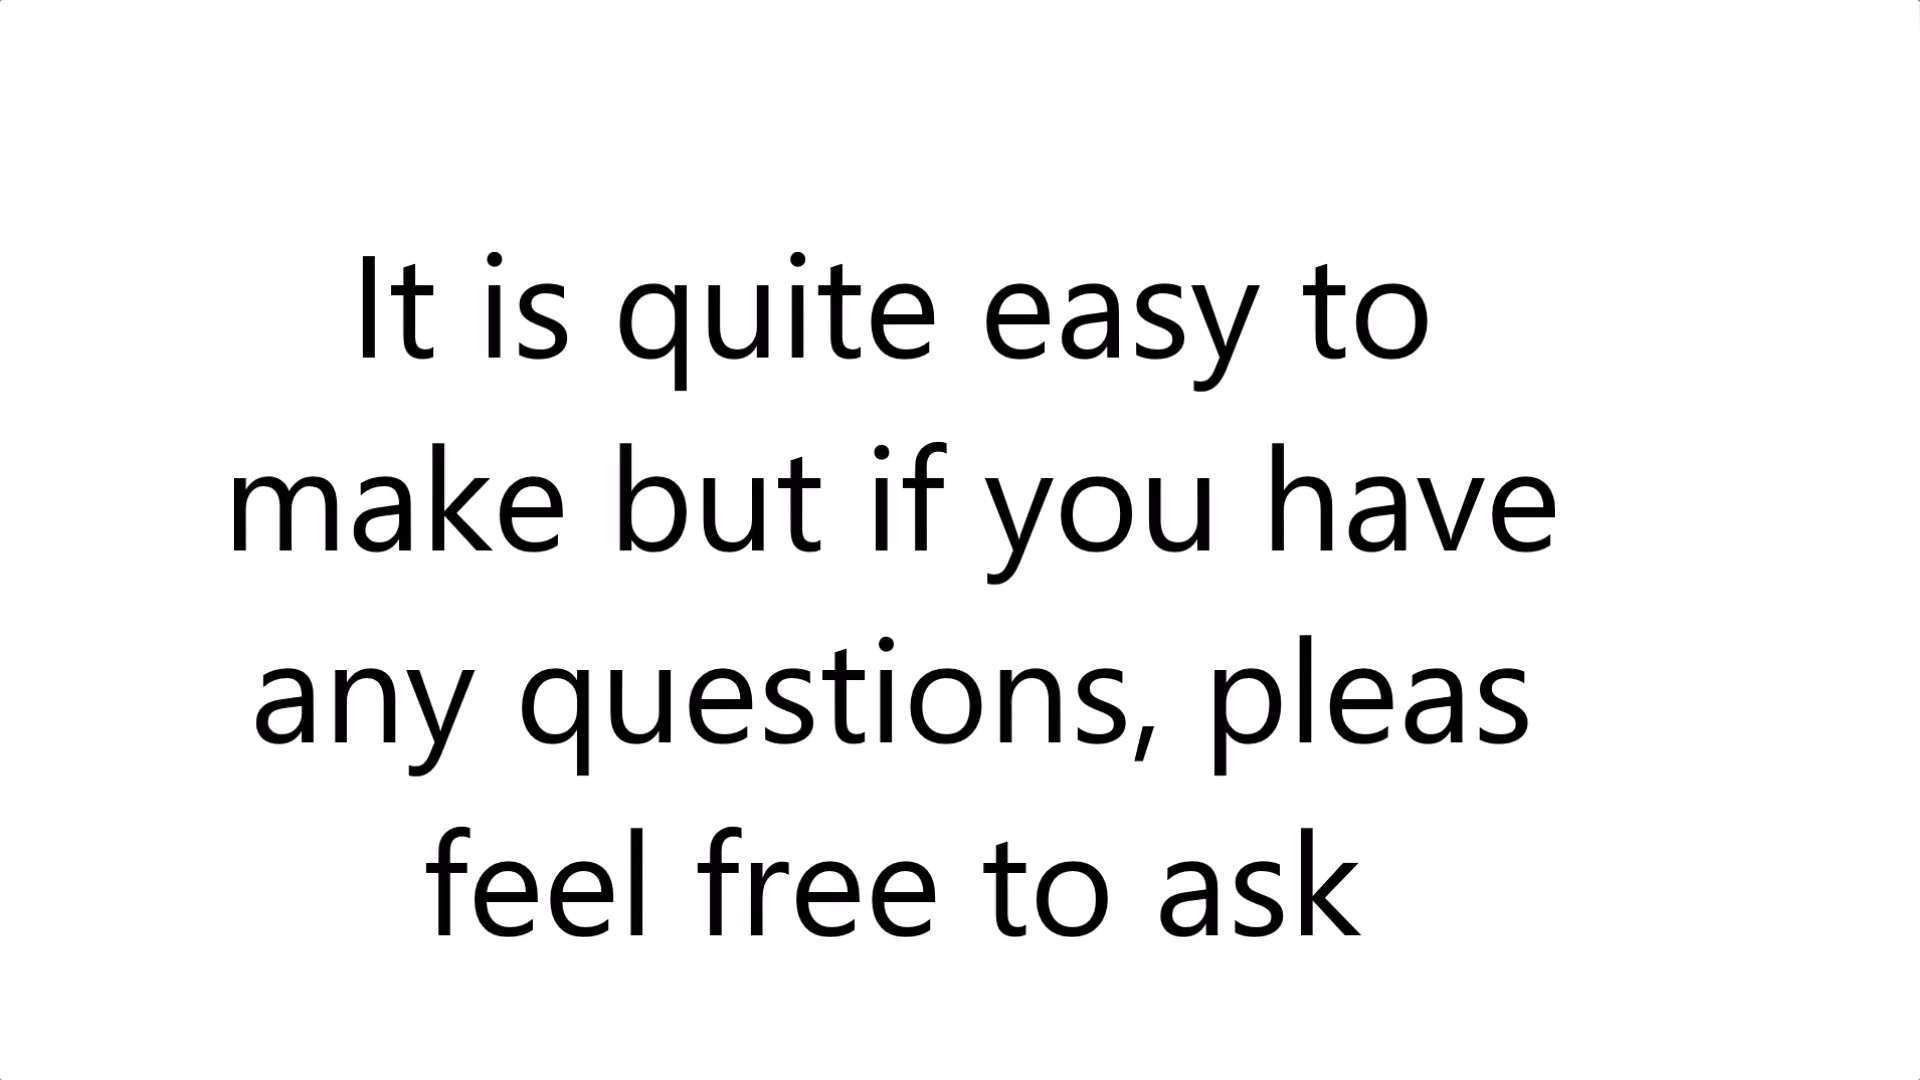 It is quite easy to
make but if you have
any questions, pleas
feel free to ask